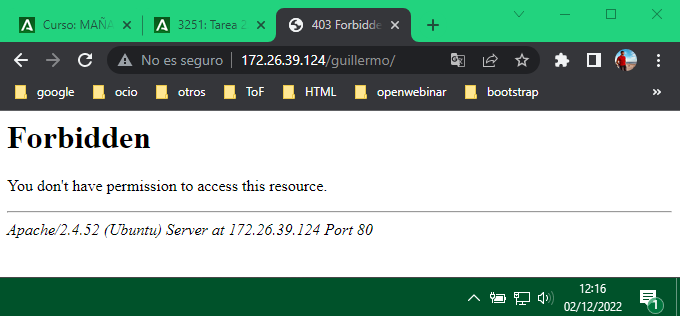 Curso: MAÑA
3251: Tarea 2
403 Forbidde
No es seguro | 172.26.39.124/guillermo/
google ocio otros ToF HTML openwebinar bootstrap »
Forbidden
You don't have permission to access this resource.
Apache/2.4.52 (Ubuntu) Server at 172.26.39.124 Port 80
12:16
02/12/2022
1